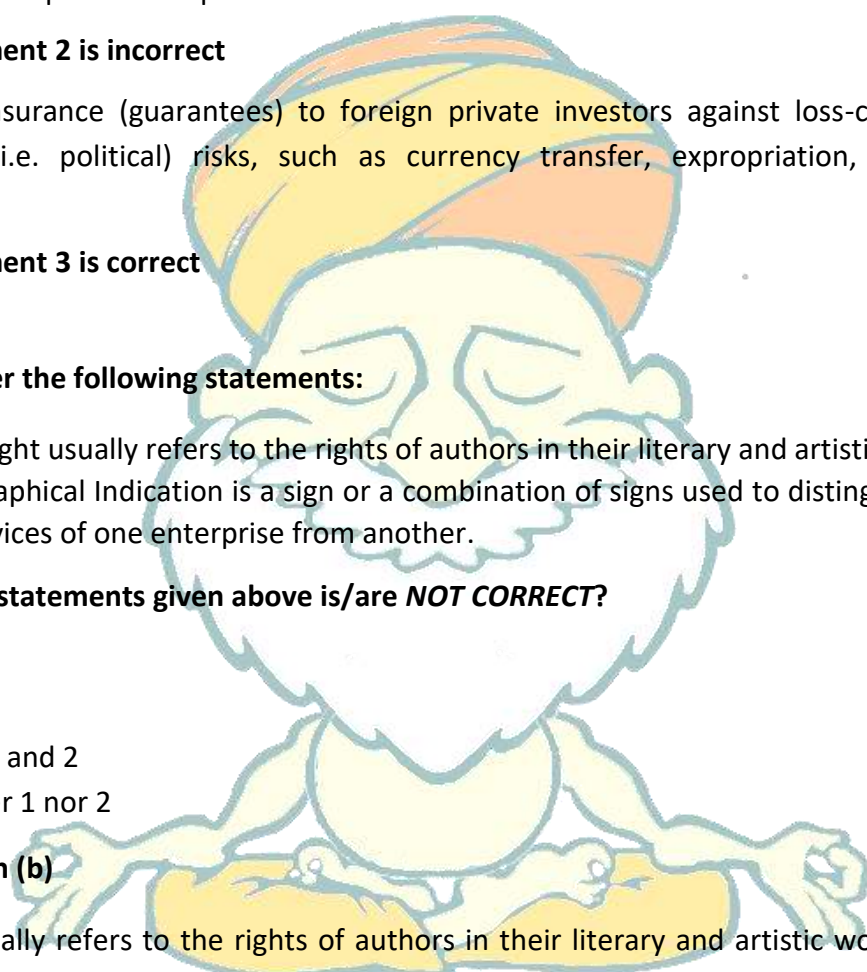 ment 2 is incorrect
nsurance (guarantees) to foreign private investors against loss-c
i.e. political) risks, such as currency transfer, expropriation,
ment 3 is correct
er the following statements:
ght usually refers to the rights of authors in their literary and artisti
aphical Indication is a sign or a combination of signs used to disting
vices of one enterprise from another.
statements given above is/are NOT CORRECT?
and 2
r 1 nor 2
n (b)
ally refers to the rights of authors in their literary and artistic wo